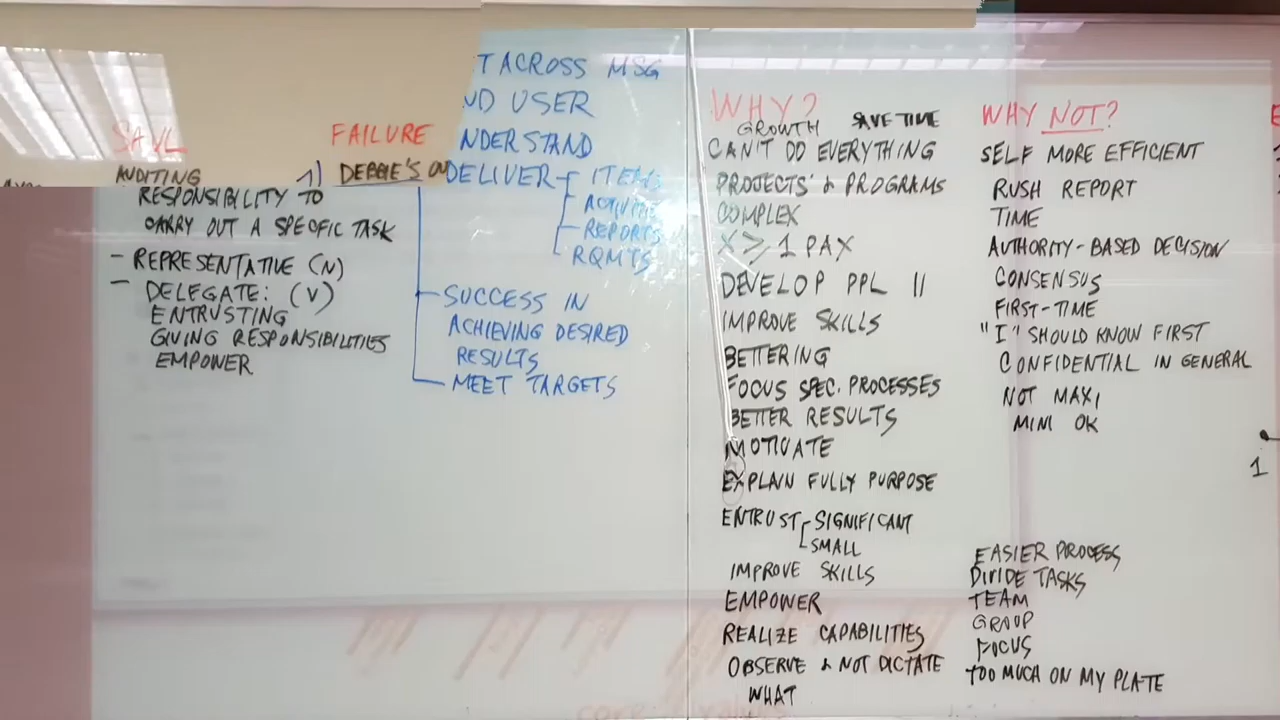 SAVL
AUDITING
RESPONSIBILITY TO
CARRY OUT A SPECIFIC TASK
- REPRESENTATIVE (N)
- DELEGATE: (V)
ENTRUSTING
GIVING RESPONSIBILITIES
EMPOWER
FAILURE
1) DEBBIE'S
T ACROSS MSG
ND USER
NDERSTAND
DELIVER - ITEMS
ACTIVITIES
- REPORTS
RQMTS
- SUCCESS IN
ACHIEVING DESIRED
RESULTS
- MEET TARGETS
WHY?
GROWTH SAVE TIME
CAN'T DO EVERYTHING
PROJECTS & PROGRAMS
COMPLEX
X ≥ 1 PAX
DEVELOP PPL II
IMPROVE SKILLS
BETTERING
FOCUS SPEC. PROCESSES
BETTER RESULTS
MOTIVATE
EXPLAIN FULLY PURPOSE
ENTRUST - SIGNIFICANT
- SMALL
IMPROVE SKILLS
EMPOWER
REALIZE CAPABILITIES
OBSERVE & NOT DICTATE
WHAT
WHY NOT?
SELF MORE EFFICIENT
RUSH REPORT
TIME
AUTHORITY-BASED DECISION
CONSENSUS
FIRST-TIME
"I" SHOULD KNOW FIRST
CONFIDENTIAL IN GENERAL
NOT MAX,
MINI OK
EASIER PROCESS
DIVIDE TASKS
TEAM
GROUP
FOCUS
TOO MUCH ON MY PLATE
1